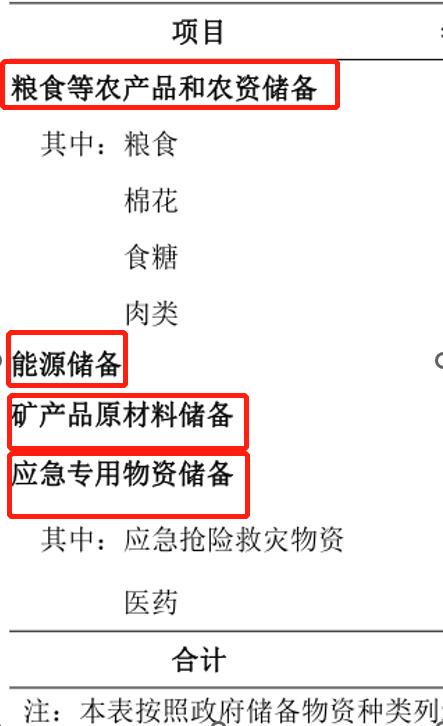 项目
粮食等农产品和农资储备
其中：粮食
棉花
食糖
肉类
能源储备
矿产品原材料储备
应急专用物资储备
其中：应急抢险救灾物资
医药
合计
注：本表按照政府储备物资种类列